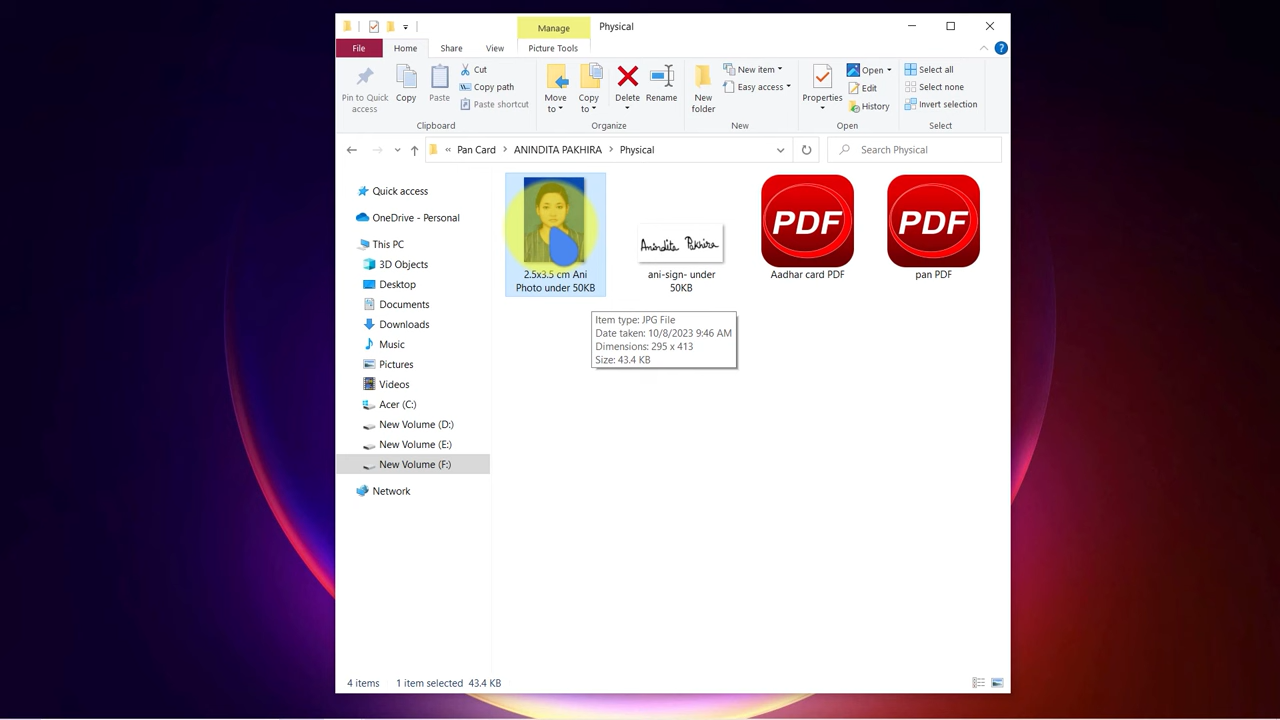 Manage
Physical
File
Home
Share
View
Picture Tools
Pin to Quick access
Copy
Paste
Cut
Copy path
Paste shortcut
Clipboard
Move to
Copy to
Delete
Rename
Organize
New folder
New item
Easy access
New
Properties
Open
Edit
History
Open
Select all
Select none
Invert selection
Select
« Pan Card > ANINDITA PAKHIRA > Physical
Search Physical
Quick access
OneDrive - Personal
This PC
3D Objects
Desktop
Documents
Downloads
Music
Pictures
Videos
Acer (C:)
New Volume (D:)
New Volume (E:)
New Volume (F:)
Network
2.5x3.5 cm Ani
Photo under 50KB
Anindita Pakhira
ani-sign- under
50KB
PDF
Aadhar card PDF
PDF
pan PDF
Item type: JPG File
Date taken: 10/8/2023 9:46 AM
Dimensions: 295 x 413
Size: 43.4 KB
4 items
1 item selected 43.4 KB